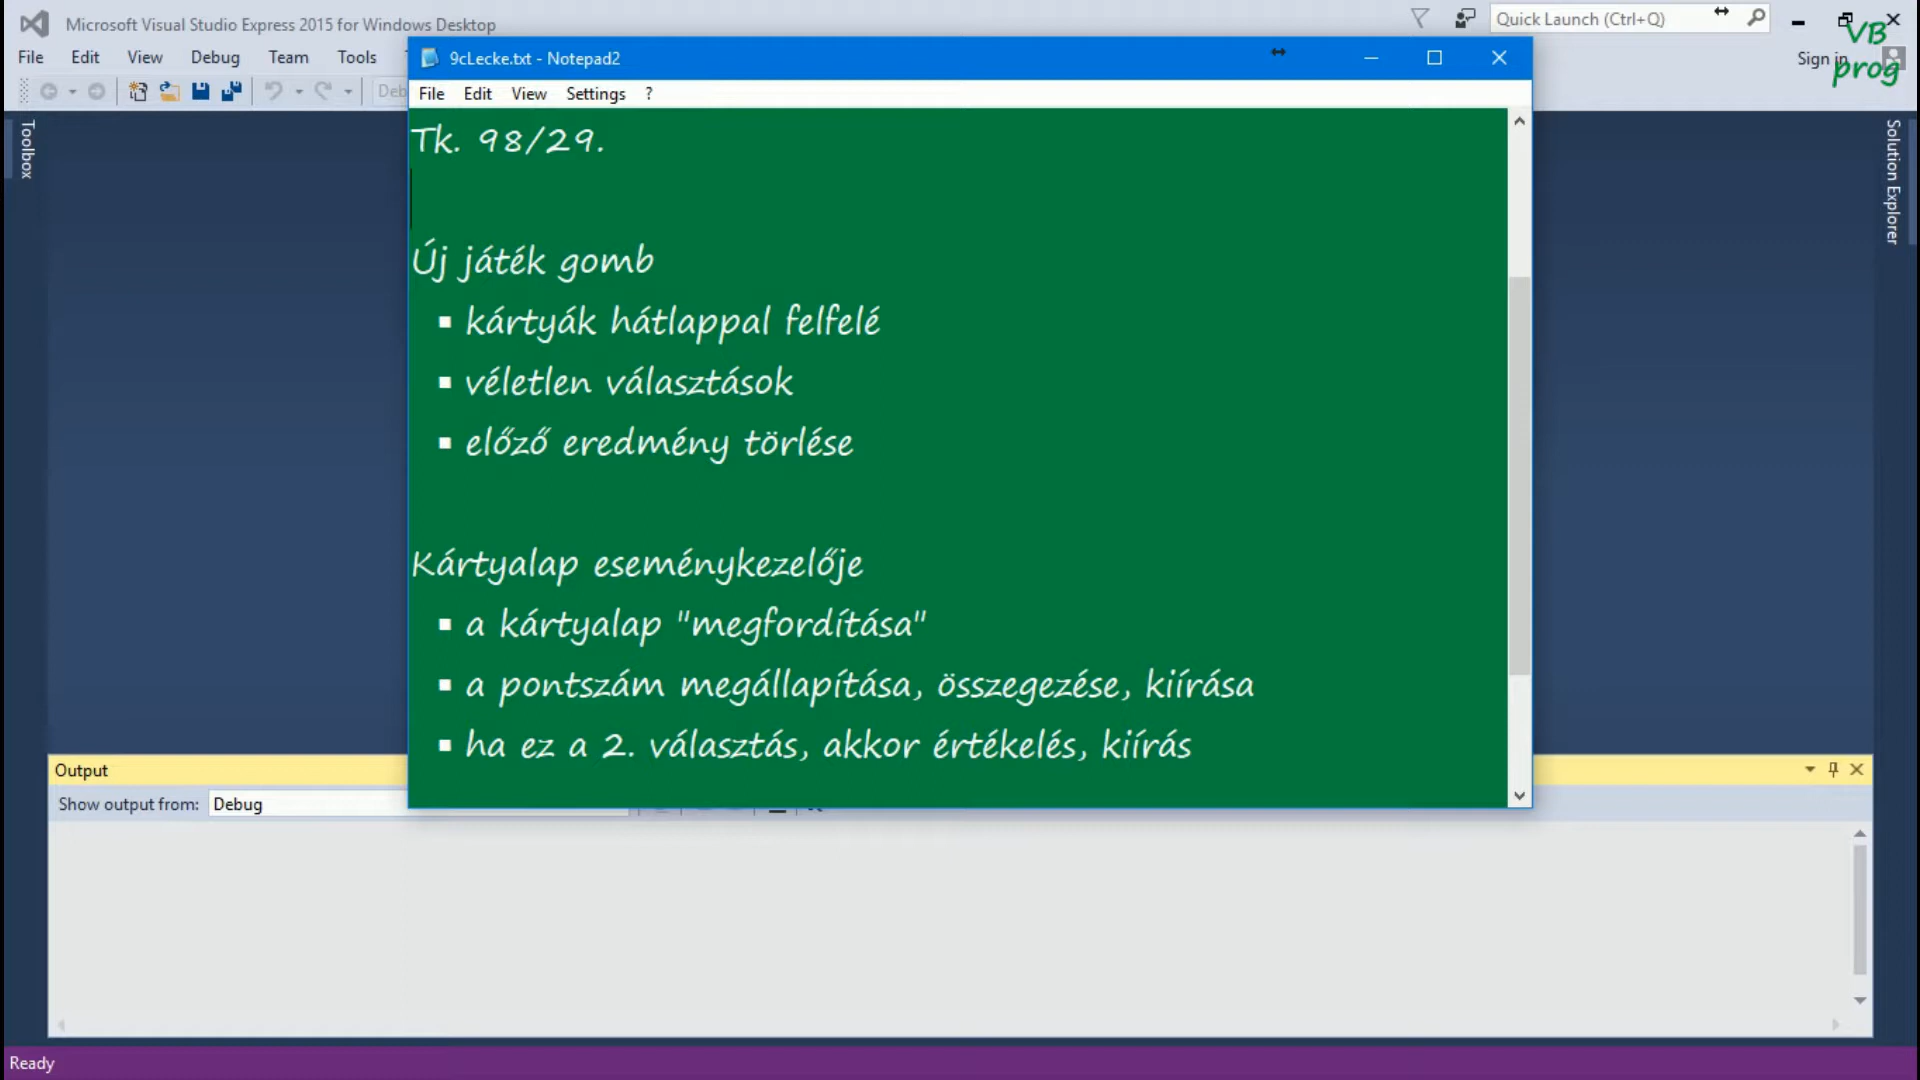 Microsoft Visual Studio Express 2015 for Windows Desktop
Quick Launch (Ctrl+Q)
VB
prog
File Edit View Debug Team Tools
Sign in
9cLecke.txt - Notepad2
File Edit View Settings ?
Toolbox
Solution Explorer
Tk. 98/29.
Új játék gomb
▪ kártyák hátlappal felfelé
▪ véletlen választások
▪ előző eredmény törlése
Kártyalap eseménykezelője
▪ a kártyalap "megfordítása"
▪ a pontszám megállapítása, összegezése, kiírása
▪ ha ez a 2. választás, akkor értékelés, kiírás
Output
Show output from: Debug
Ready